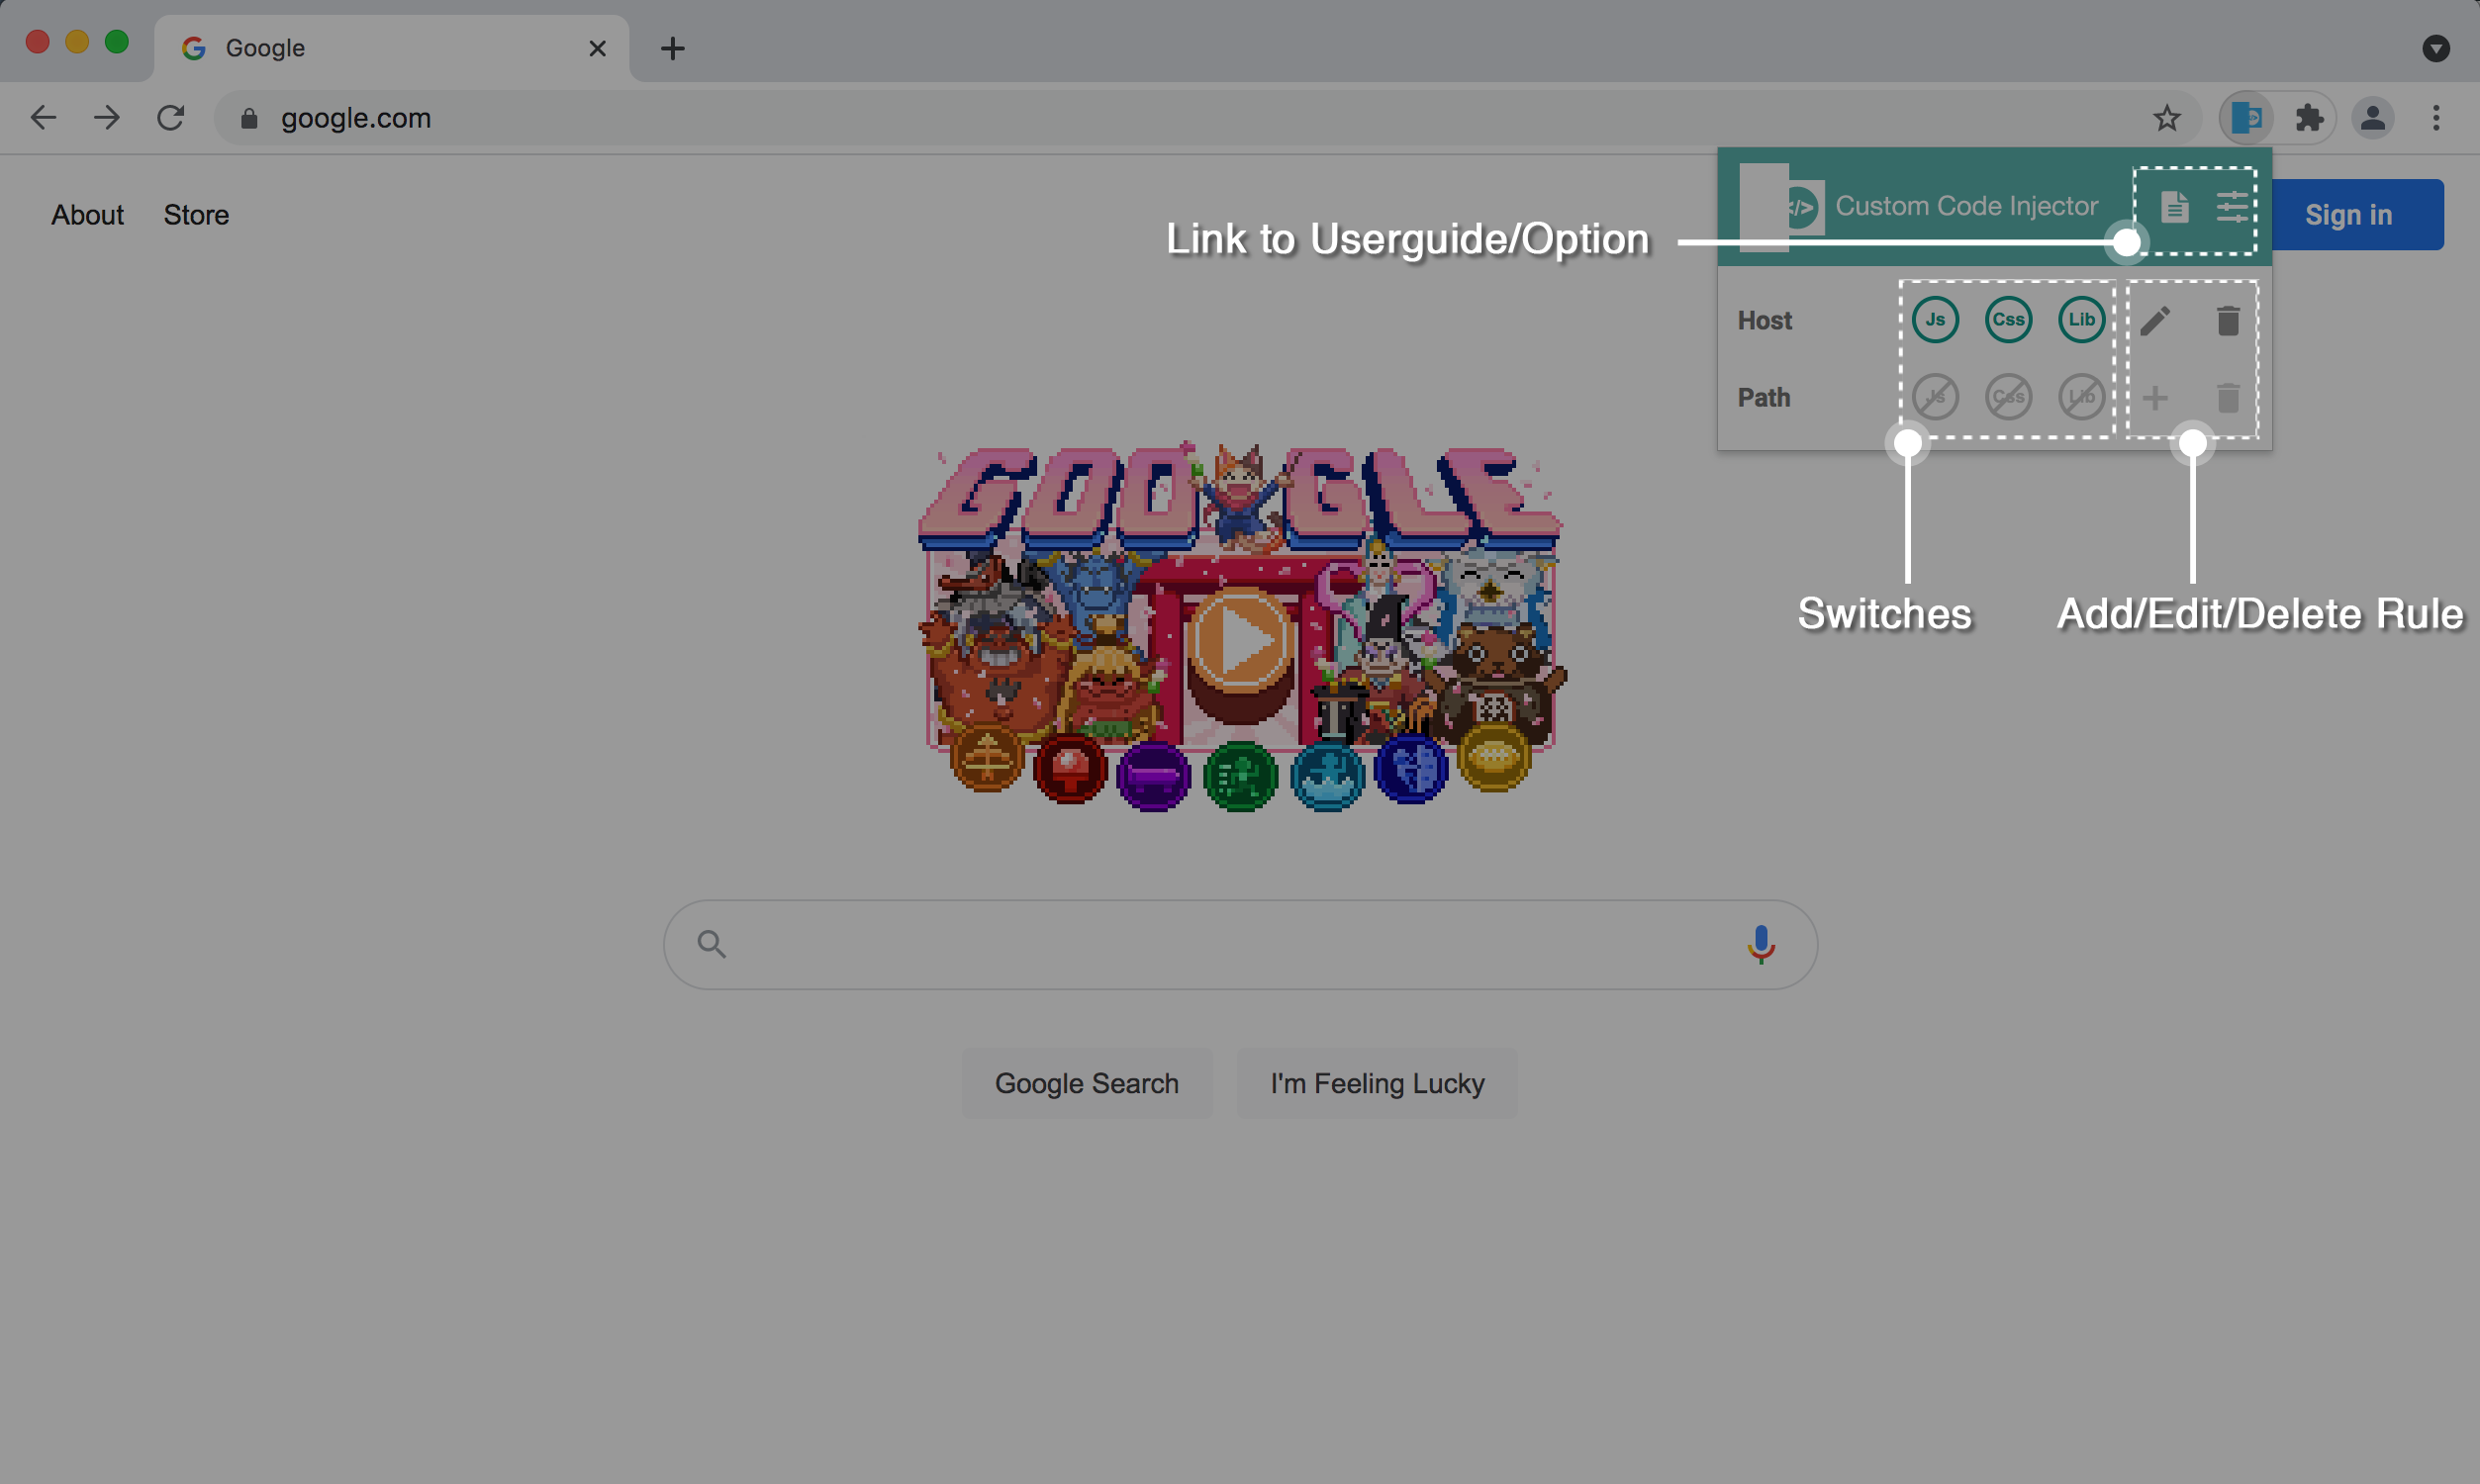 Google
google.com
About
Store
Link to Userguide/Option
</> Custom Code Injector
Sign in
Host
Js
Css
Lib
Path
Js
Css
Lib
Switches
Add/Edit/Delete Rule
GOOGLE
Google Search
I'm Feeling Lucky